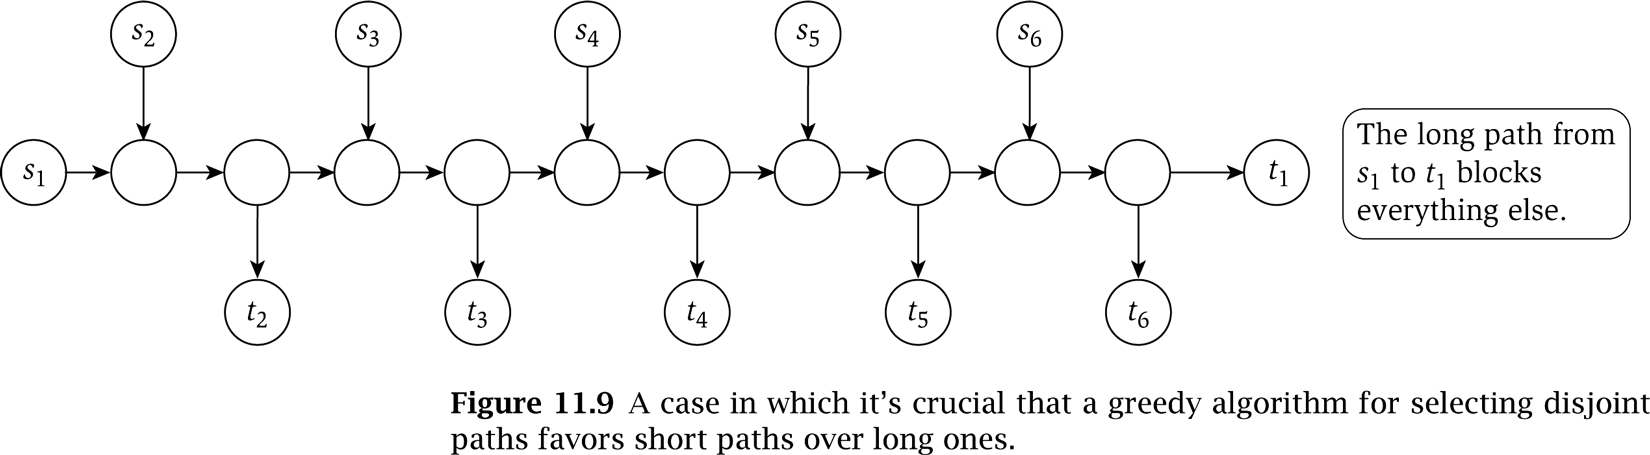 s2 s3 s4 s5 s6
s1 t1
t2 t3 t4 t5 t6
The long path from
s1 to t1 blocks
everything else.
Figure 11.9 A case in which it’s crucial that a greedy algorithm for selecting disjoint
paths favors short paths over long ones.